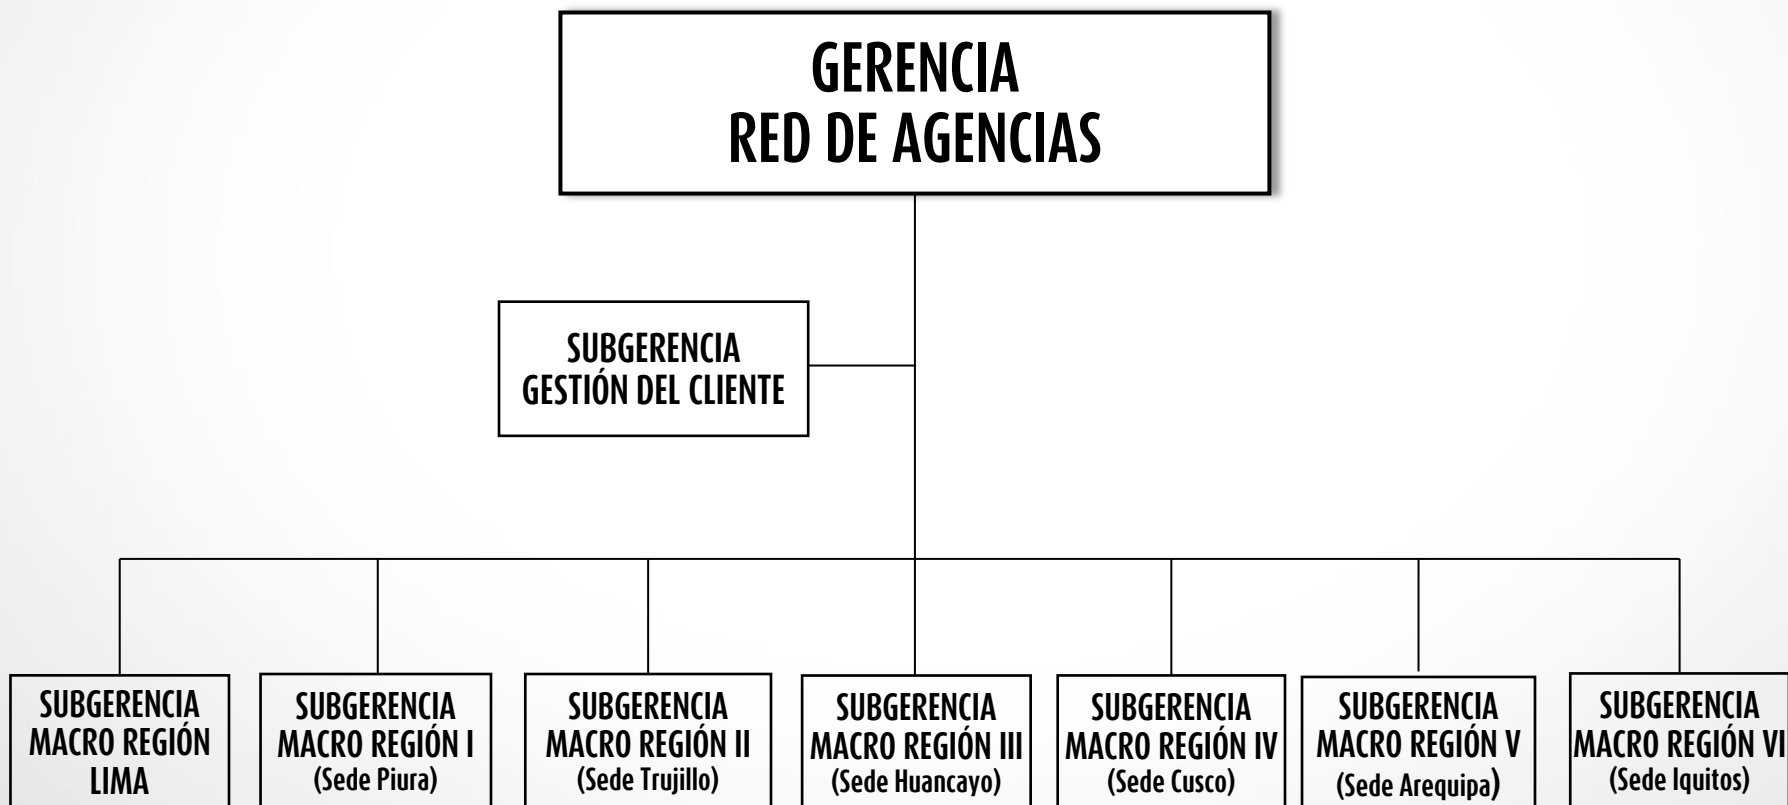 GERENCIA
RED DE AGENCIAS
SUBGERENCIA
GESTIÓN DEL CLIENTE
SUBGERENCIA
MACRO REGIÓN
LIMA
SUBGERENCIA
MACRO REGIÓN I
(Sede Piura)
SUBGERENCIA
MACRO REGIÓN II
(Sede Trujillo)
SUBGERENCIA
MACRO REGIÓN III
(Sede Huancayo)
SUBGERENCIA
MACRO REGIÓN IV
(Sede Cusco)
SUBGERENCIA
MACRO REGIÓN V
(Sede Arequipa)
SUBGERENCIA
MACRO REGIÓN VI
(Sede Iquitos)